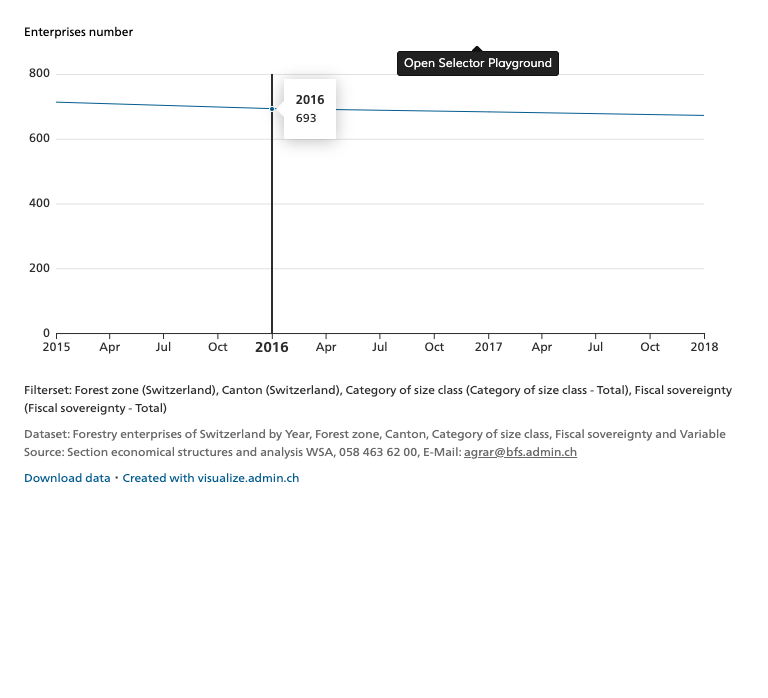 Enterprises number
Open Selector Playground
800
2016
693
600
400
200
0
2015 Apr Jul Oct 2016 Apr Jul Oct 2017 Apr Jul Oct 2018
Filterset: Forest zone (Switzerland), Canton (Switzerland), Category of size class (Category of size class - Total), Fiscal sovereignty
(Fiscal sovereignty - Total)
Dataset: Forestry enterprises of Switzerland by Year, Forest zone, Canton, Category of size class, Fiscal sovereignty and Variable
Source: Section economical structures and analysis WSA, 058 463 62 00, E-Mail: agrar@bfs.admin.ch
Download data • Created with visualize.admin.ch